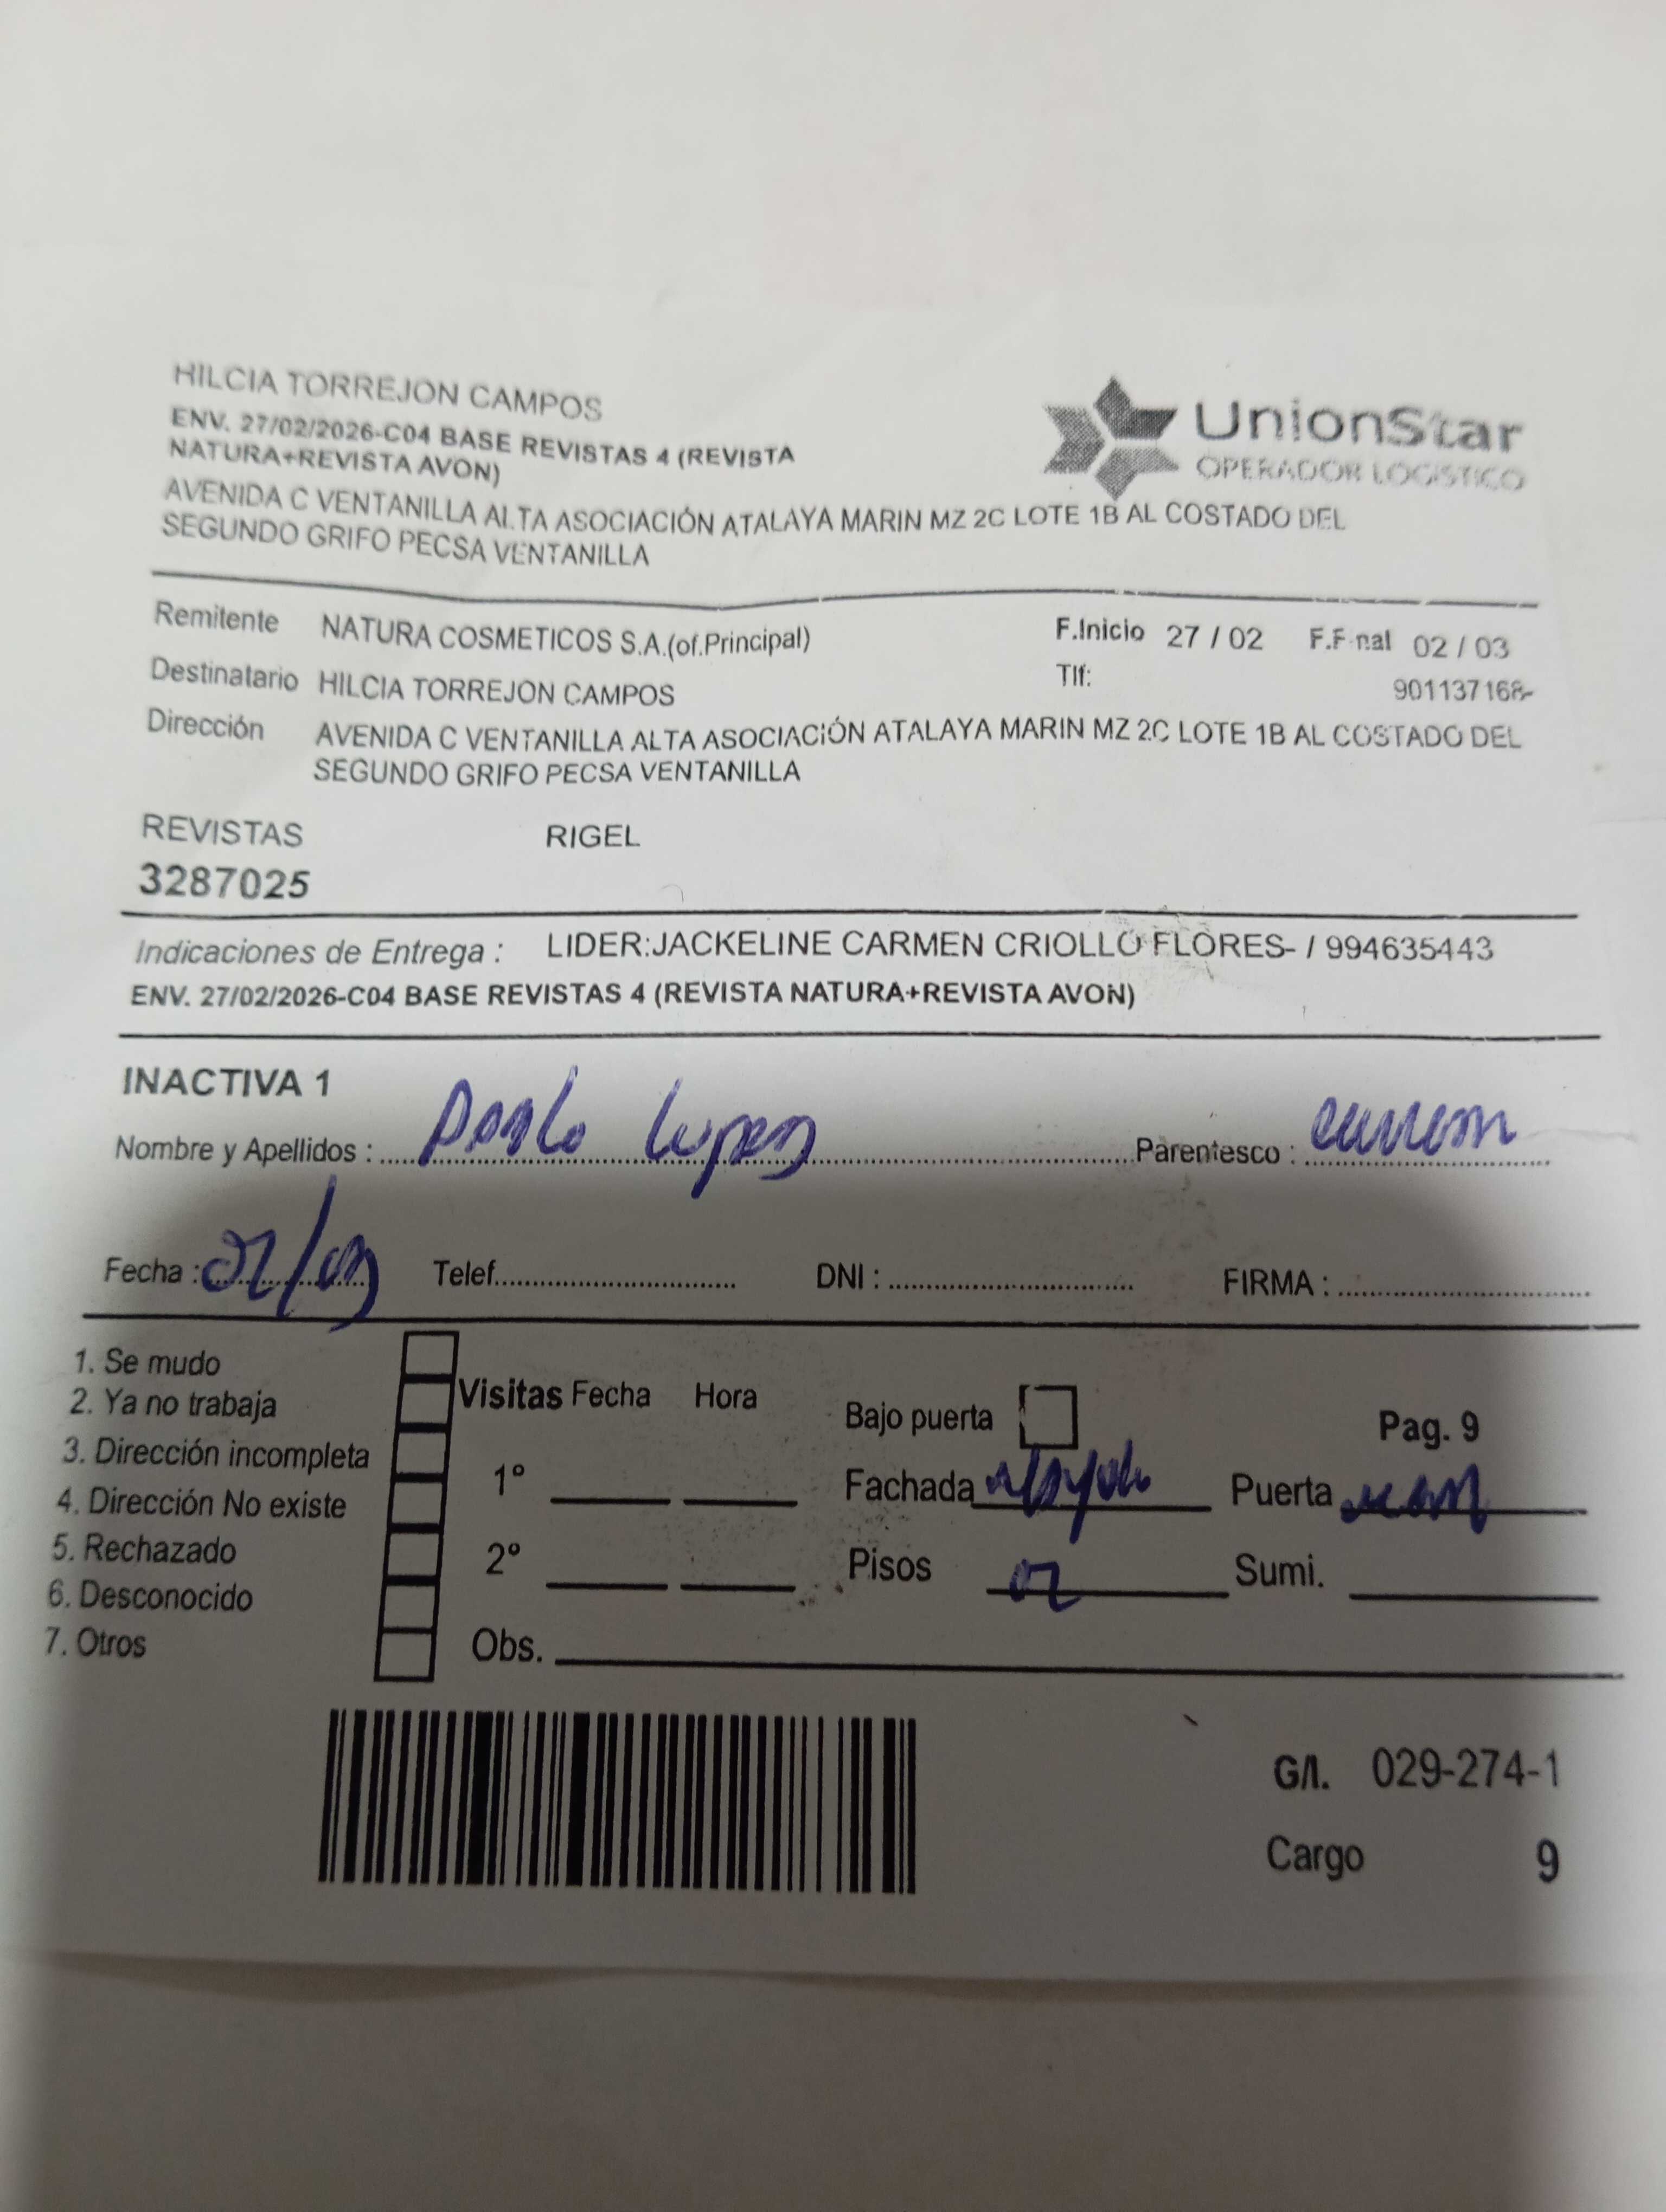 HILCIA TORREJON CAMPOS
ENV. 27/02/2026-C04 BASE REVISTAS 4 (REVISTA
NATURA+REVISTA AVON)
AVENIDA C VENTANILLA ALTA ASOCIACIÓN ATALAYA MARIN MZ 2C LOTE 1B AL COSTADO DEL
SEGUNDO GRIFO PECSA VENTANILLA
UnionStar
OPERADOR LOGISTICO
Remitente NATURA COSMETICOS S.A.(of.Principal) F.Inicio 27 / 02 F.Final 02 / 03
Destinatario HILCIA TORREJON CAMPOS Tlf: 901137168-
Dirección AVENIDA C VENTANILLA ALTA ASOCIACIÓN ATALAYA MARIN MZ 2C LOTE 1B AL COSTADO DEL
SEGUNDO GRIFO PECSA VENTANILLA
REVISTAS RIGEL
3287025
Indicaciones de Entrega : LIDER:JACKELINE CARMEN CRIOLLO FLORES- / 994635443
ENV. 27/02/2026-C04 BASE REVISTAS 4 (REVISTA NATURA+REVISTA AVON)
INACTIVA 1
Nombre y Apellidos : Parentesco :
Fecha : 02/03 Telef. DNI : FIRMA :
1. Se mudo
2. Ya no trabaja
3. Dirección incompleta
4. Dirección No existe
5. Rechazado
6. Desconocido
7. Otros
Visitas Fecha Hora
1°
2°
Obs.
Bajo puerta Pag. 9
Fachada Puerta
Pisos 02 Sumi.
G/I. 029-274-1
Cargo 9